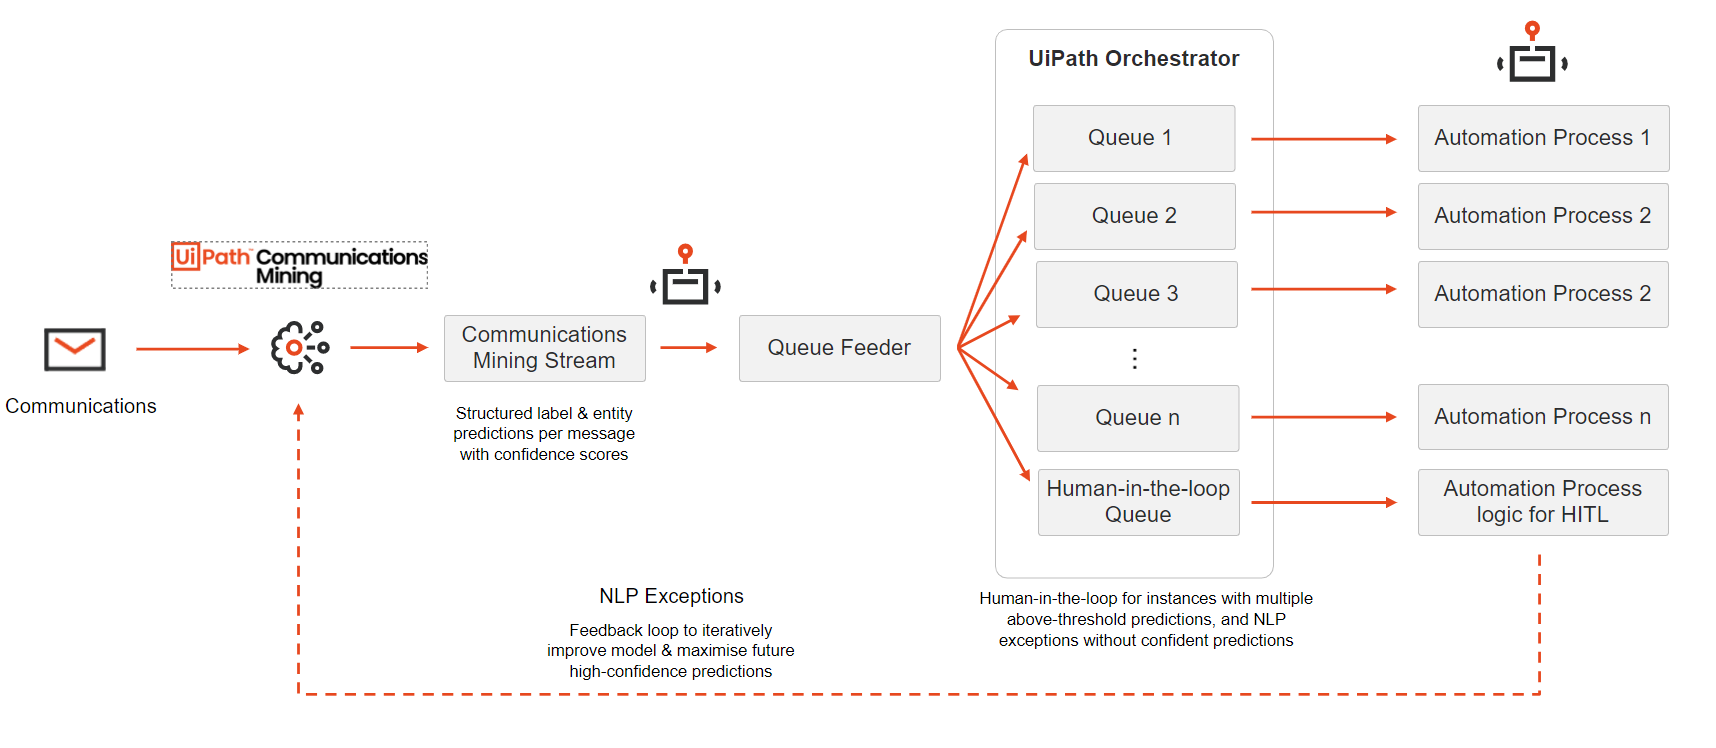 UiPath Orchestrator
Queue 1
Automation Process 1
Queue 2
Automation Process 2
UiPath™ Communications
Mining
Queue 3
Automation Process 2
Communications
Mining Stream
Queue Feeder
Communications
Structured label & entity
predictions per message
with confidence scores
Queue n
Automation Process n
Human-in-the-loop
Queue
Automation Process
logic for HITL
NLP Exceptions
Feedback loop to iteratively
improve model & maximise future
high-confidence predictions
Human-in-the-loop for instances with multiple
above-threshold predictions, and NLP
exceptions without confident predictions